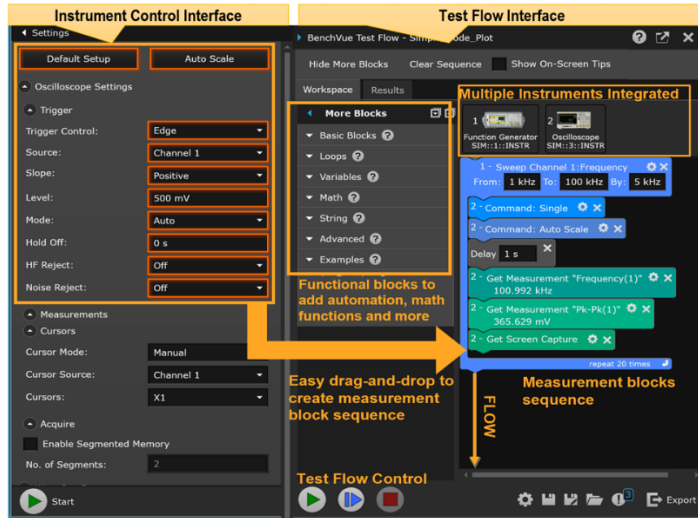 Instrument Control Interface
Test Flow Interface
Settings
Default Setup
Auto Scale
Oscilloscope Settings
Trigger
Trigger Control: Edge
Source: Channel 1
Slope: Positive
Level: 500 mV
Mode: Auto
Hold Off: 0 s
HF Reject: Off
Noise Reject: Off
Measurements
Cursors
Cursor Mode: Manual
Cursor Source: Channel 1
Cursors: X1
Acquire
Enable Segmented Memory
No. of Segments: 2
Start
Hide More Blocks
Clear Sequence
Show On-Screen Tips
Workspace
Results
Multiple Instruments Integrated
More Blocks
Basic Blocks ?
Loops ?
Variables ?
Math ?
String ?
Advanced ?
Examples ?
1
Function Generator
SIM::1::INSTR
2
Oscilloscope
SIM::3::INSTR
1 - Sweep Channel 1:Frequency
From: 1 kHz To: 100 kHz By: 5 kHz
2 - Command: Single
2 - Command: Auto Scale
Delay 1 s
2 - Get Measurement "Frequency(1)"
100.992 kHz
2 - Get Measurement "Pk-Pk(1)"
365.629 mV
2 - Get Screen Capture
repeat 20 times
Functional blocks to
add automation, math
functions and more
Easy drag-and-drop to
create measurement
block sequence
Measurement blocks
sequence
FLOW
Test Flow Control
3
Export